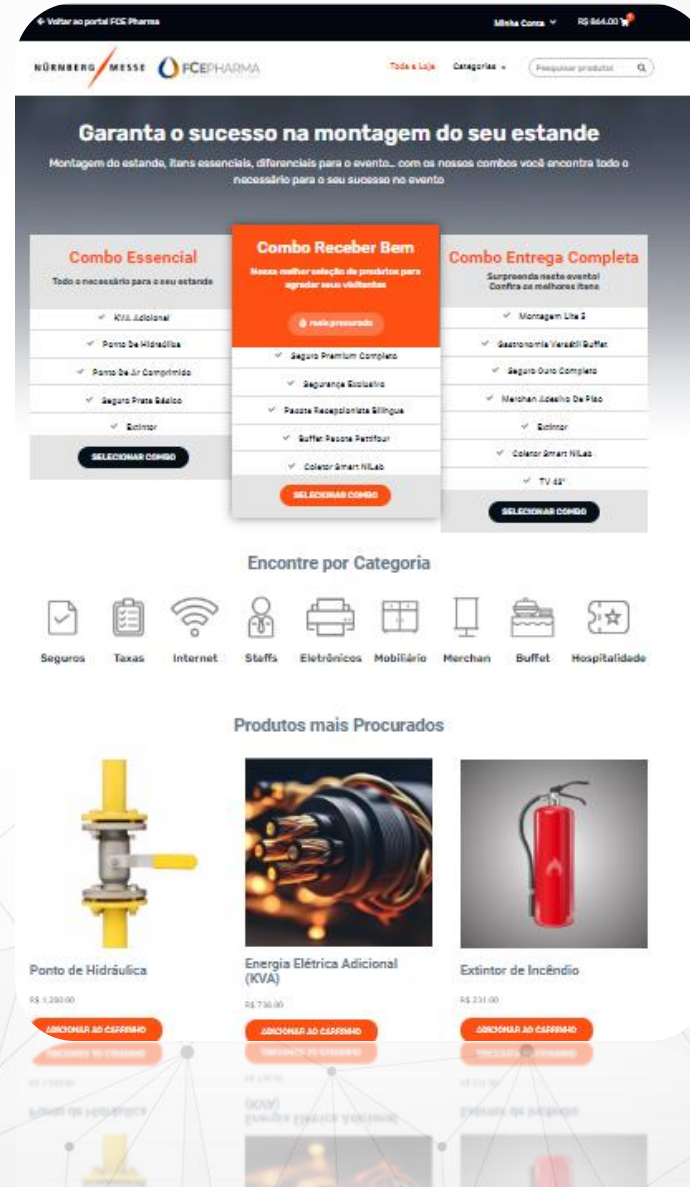 Voltar ao portal FCE Pharma
Minha Conta
R$ 864.00
NÜRNBERG MESSE
FCEPHARMA
Toda a Loja
Categorias
Pesquisar produtos
Garanta o sucesso na montagem do seu estande
Montagem do estande, itens essenciais, diferenciais para o evento... com os nossos combos você encontra todo o
necessário para o seu sucesso no evento
Combo Essencial
Todo o necessário para o seu estande
KVA Adicional
Ponto De Hidráulica
Ponto De Ar Comprimido
Seguro Prata Básico
Extintor
SELECIONAR COMBO
Combo Receber Bem
Nossa melhor seleção de produtos para
agradar seus visitantes
mais procurado
Seguro Premium Completo
Segurança Exclusivo
Pacote Recepcionista Bilíngue
Buffet Pacote Petitfour
Coletor Smart NILab
SELECIONAR COMBO
Combo Entrega Completa
Surpreenda neste evento!
Confira os melhores itens
Montagem Lite 3
Gastronomia Versátil Buffet
Seguro Ouro Completo
Merchan Adesivo De Piso
Extintor
Coletor Smart NILab
TV 42"
SELECIONAR COMBO
Encontre por Categoria
Seguros
Taxas
Internet
Staffs
Eletrônicos
Mobiliário
Merchan
Buffet
Hospitalidade
Produtos mais Procurados
Ponto de Hidráulica
ADICIONAR AO CARRINHO
Energia Elétrica Adicional
(KVA)
ADICIONAR AO CARRINHO
Extintor de Incêndio
R$ 231.00
ADICIONAR AO CARRINHO